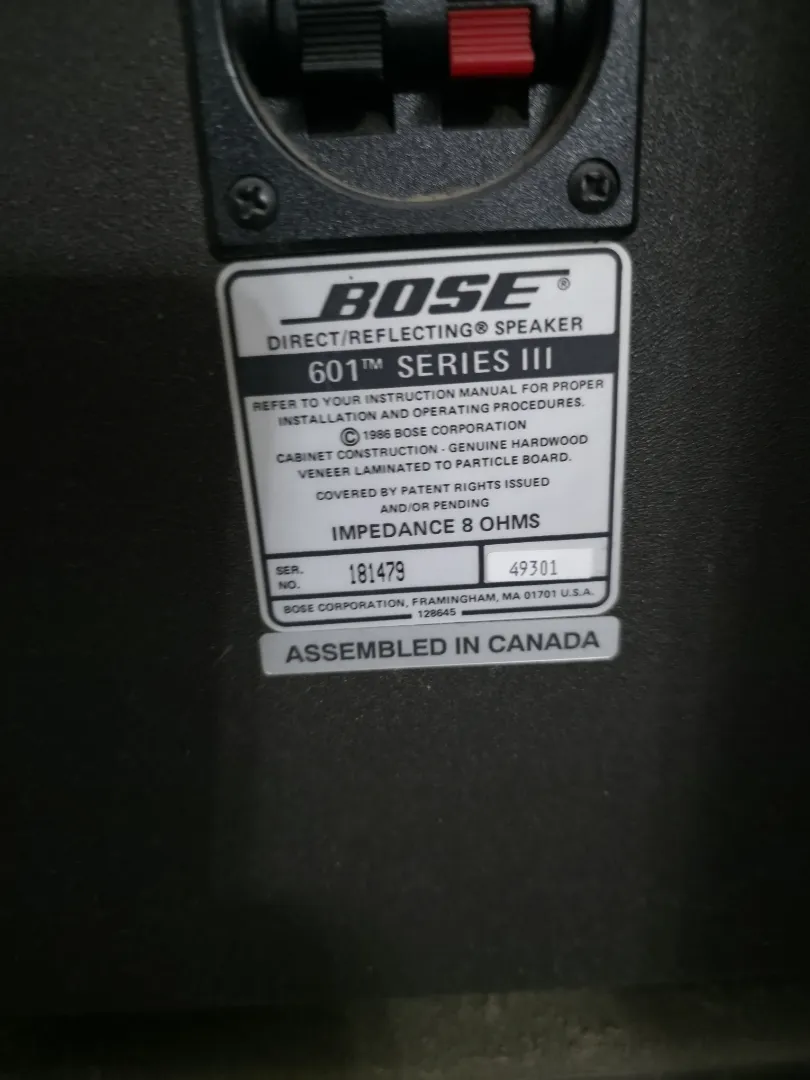 BOSE®
DIRECT/REFLECTING® SPEAKER
601™ SERIES III
REFER TO YOUR INSTRUCTION MANUAL FOR PROPER
INSTALLATION AND OPERATING PROCEDURES.
© 1986 BOSE CORPORATION
CABINET CONSTRUCTION - GENUINE HARDWOOD
VENEER LAMINATED TO PARTICLE BOARD.
COVERED BY PATENT RIGHTS ISSUED
AND/OR PENDING
IMPEDANCE 8 OHMS
SER. NO. 181479 49301
BOSE CORPORATION, FRAMINGHAM, MA 01701 U.S.A.
128645
ASSEMBLED IN CANADA